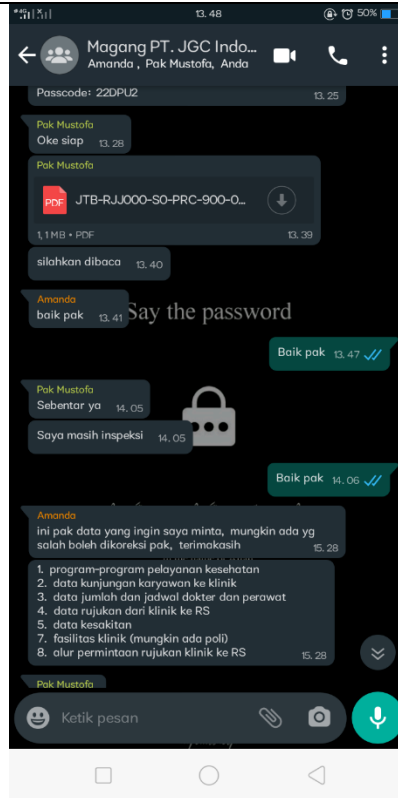 4G
13.48
50%
Magang PT. JGC Indo...
Amanda , Pak Mustofa, Anda
Passcode: 22DPU2
13.25
Pak Mustofa
Oke siap 13.28
Pak Mustofa
PDF JTB-RJJ000-S0-PRC-900-0...
1,1 MB • PDF 13.39
silahkan dibaca 13.40
Amanda
baik pak 13.41
Say the password
Baik pak 13.47
Pak Mustofa
Sebentar ya 14.05
Saya masih inspeksi 14.05
Baik pak 14.06
Amanda
ini pak data yang ingin saya minta, mungkin ada yg
salah boleh dikoreksi pak, terimakasih
15.28
1. program-program pelayanan kesehatan
2. data kunjungan karyawan ke klinik
3. data jumlah dan jadwal dokter dan perawat
4. data rujukan dari klinik ke RS
5. data kesakitan
7. fasilitas klinik (mungkin ada poli)
8. alur permintaan rujukan klinik ke RS
15.28
Pak Mustofa
Ketik pesan